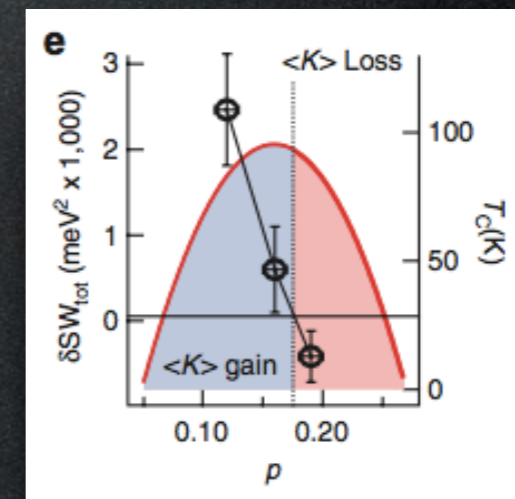 e
<K> Loss
3
2
1
0
δSW_tot (meV² x 1,000)
100
50
0
T_C(K)
<K> gain
0.10
0.20
p